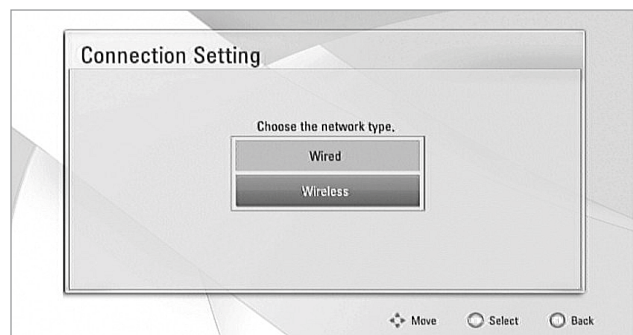 Connection Setting
Choose the network type.
Wired
Wireless
Move Select Back